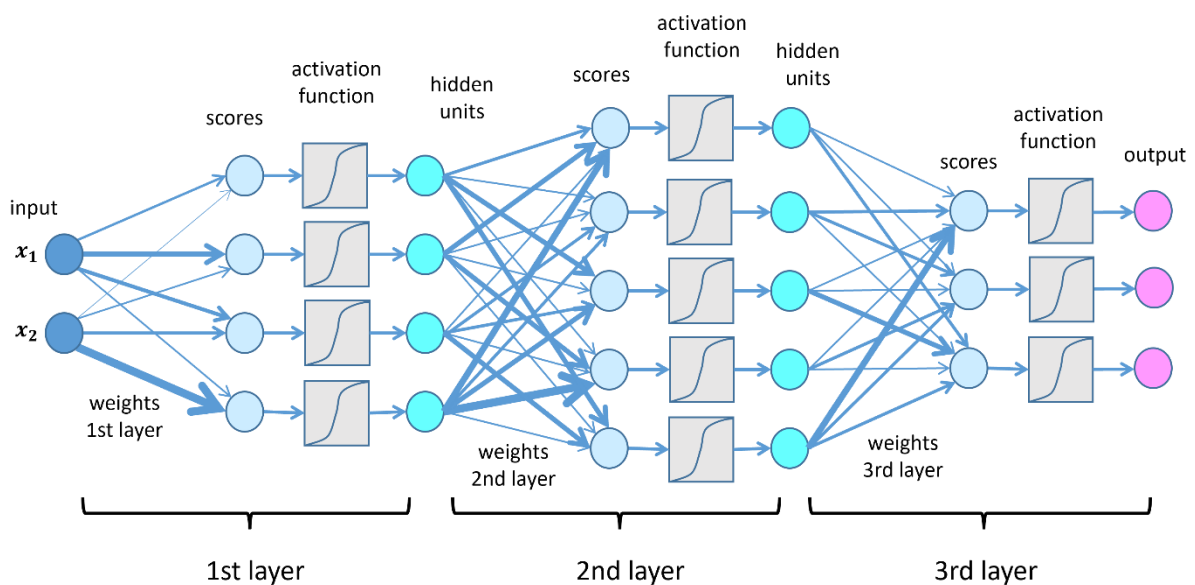 input
x₁
x₂
scores
activation
function
hidden
units
weights
1st layer
scores
activation
function
hidden
units
weights
2nd layer
scores
activation
function
output
weights
3rd layer
1st layer
2nd layer
3rd layer